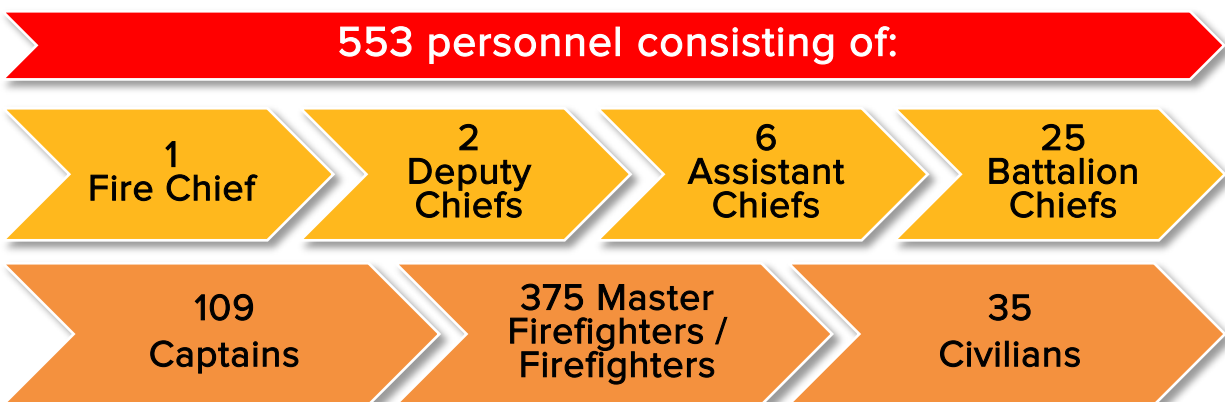 553 personnel consisting of:
1
Fire Chief
2
Deputy
Chiefs
6
Assistant
Chiefs
25
Battalion
Chiefs
109
Captains
375 Master
Firefighters /
Firefighters
35
Civilians